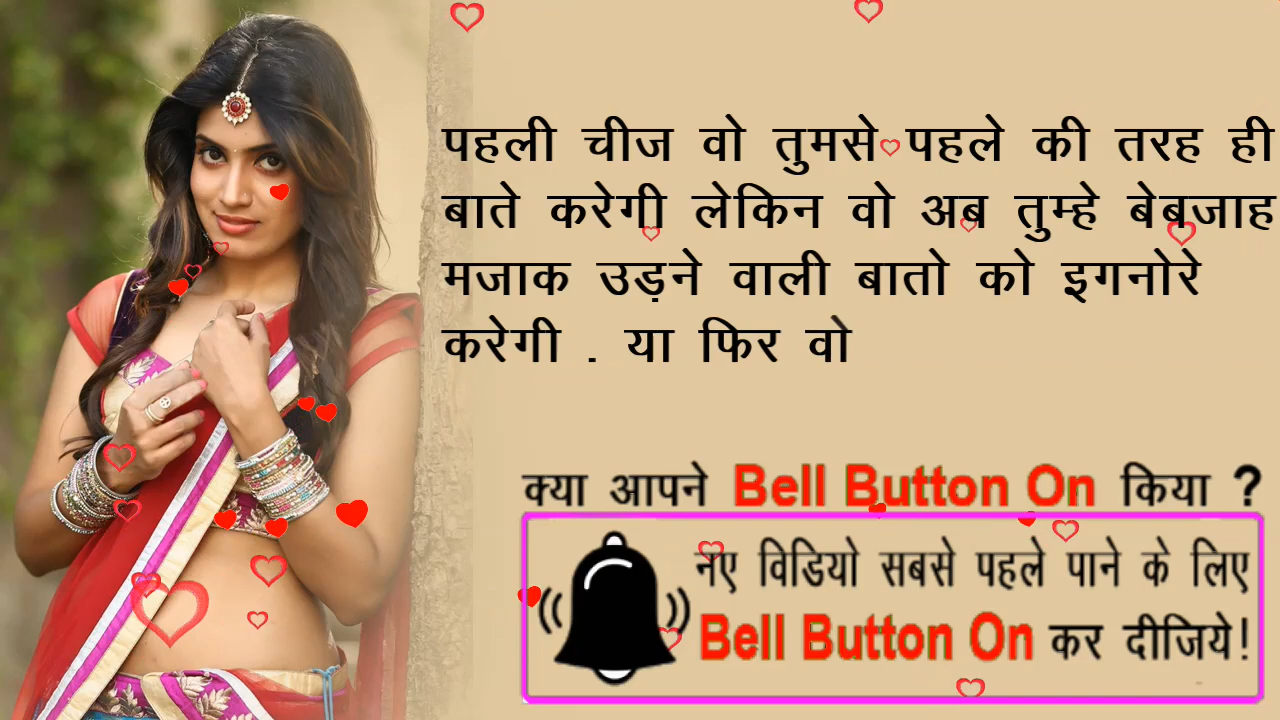 पहली चीज वो तुमसे पहले की तरह ही
बाते करेगी लेकिन वो अब तुम्हे बेबजाह
मजाक उड़ने वाली बातो को इगनोरे
करेगी . या फिर वो
क्या आपने Bell Button On किया ?
नए विडियो सबसे पहले पाने के लिए
Bell Button On कर दीजिये!